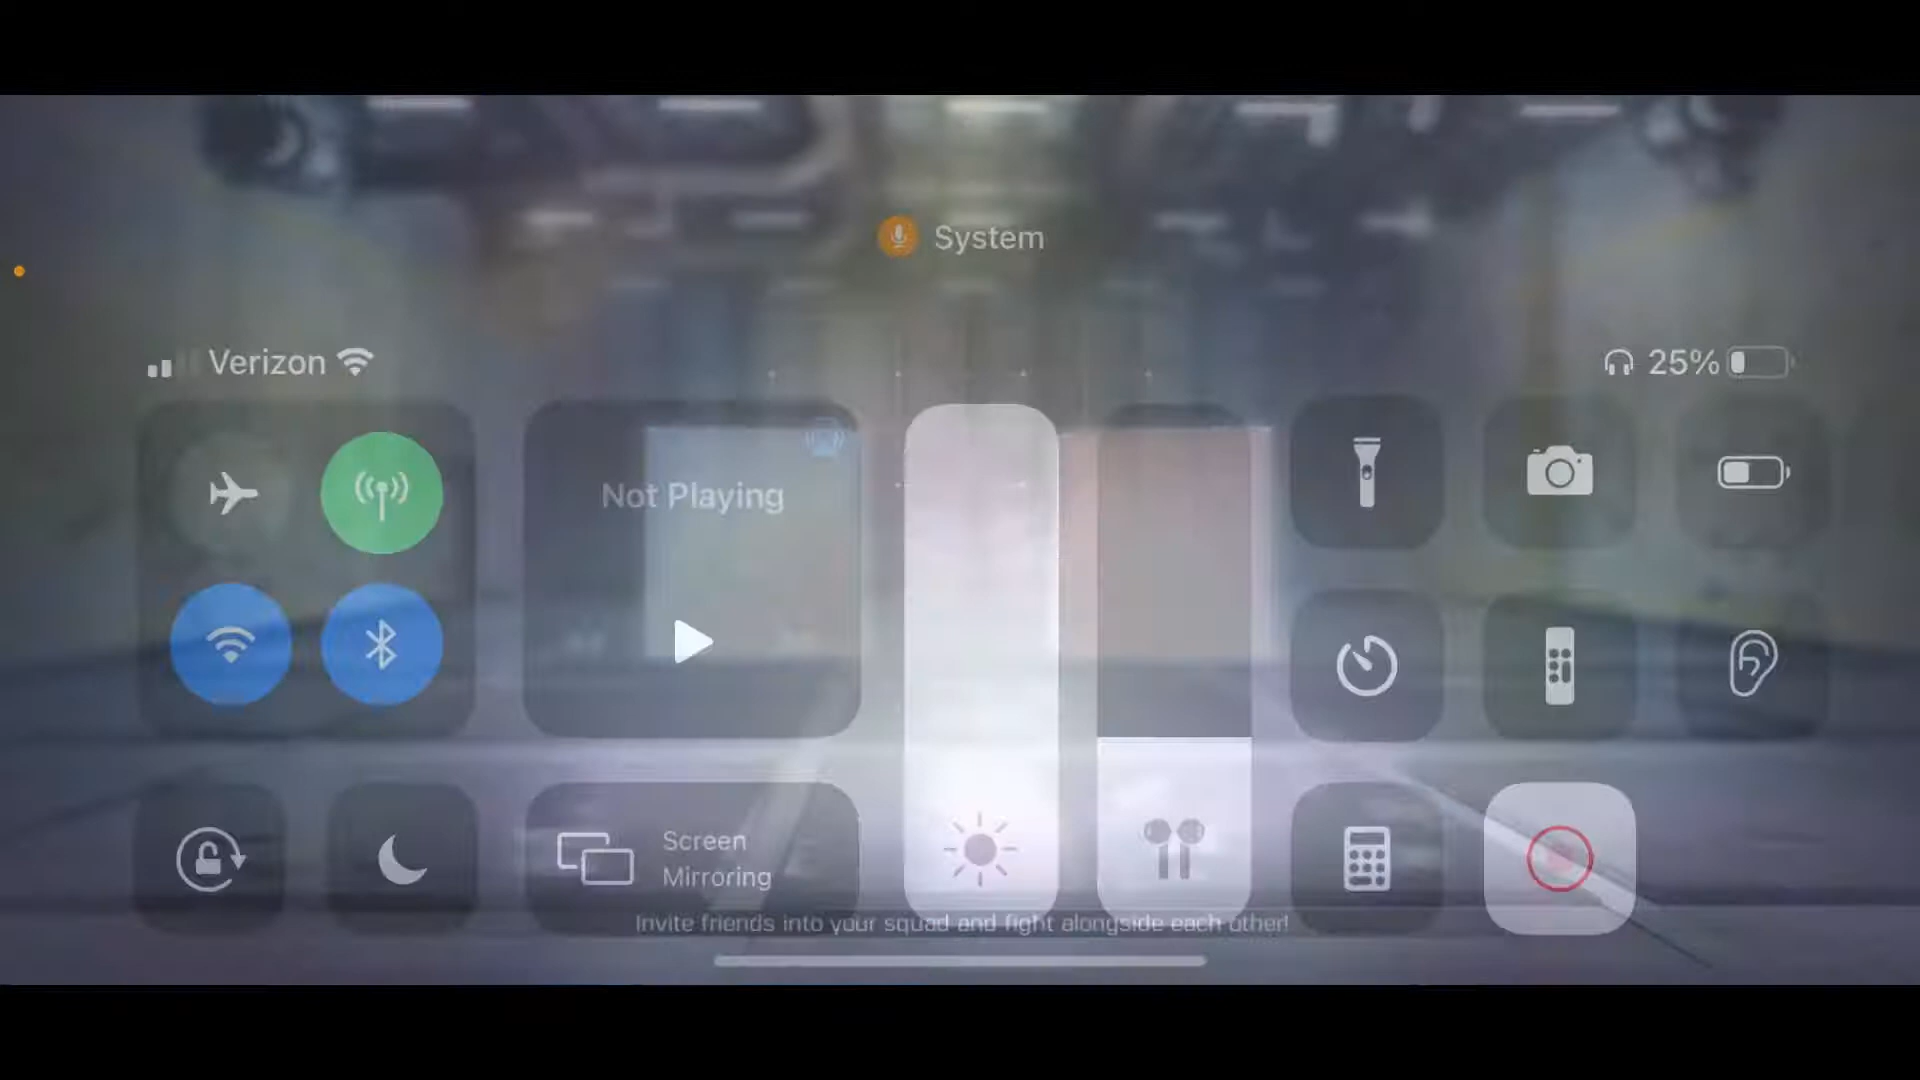 System
Verizon
25%
Not Playing
Screen
Mirroring
Invite friends into your squad and fight alongside each other!